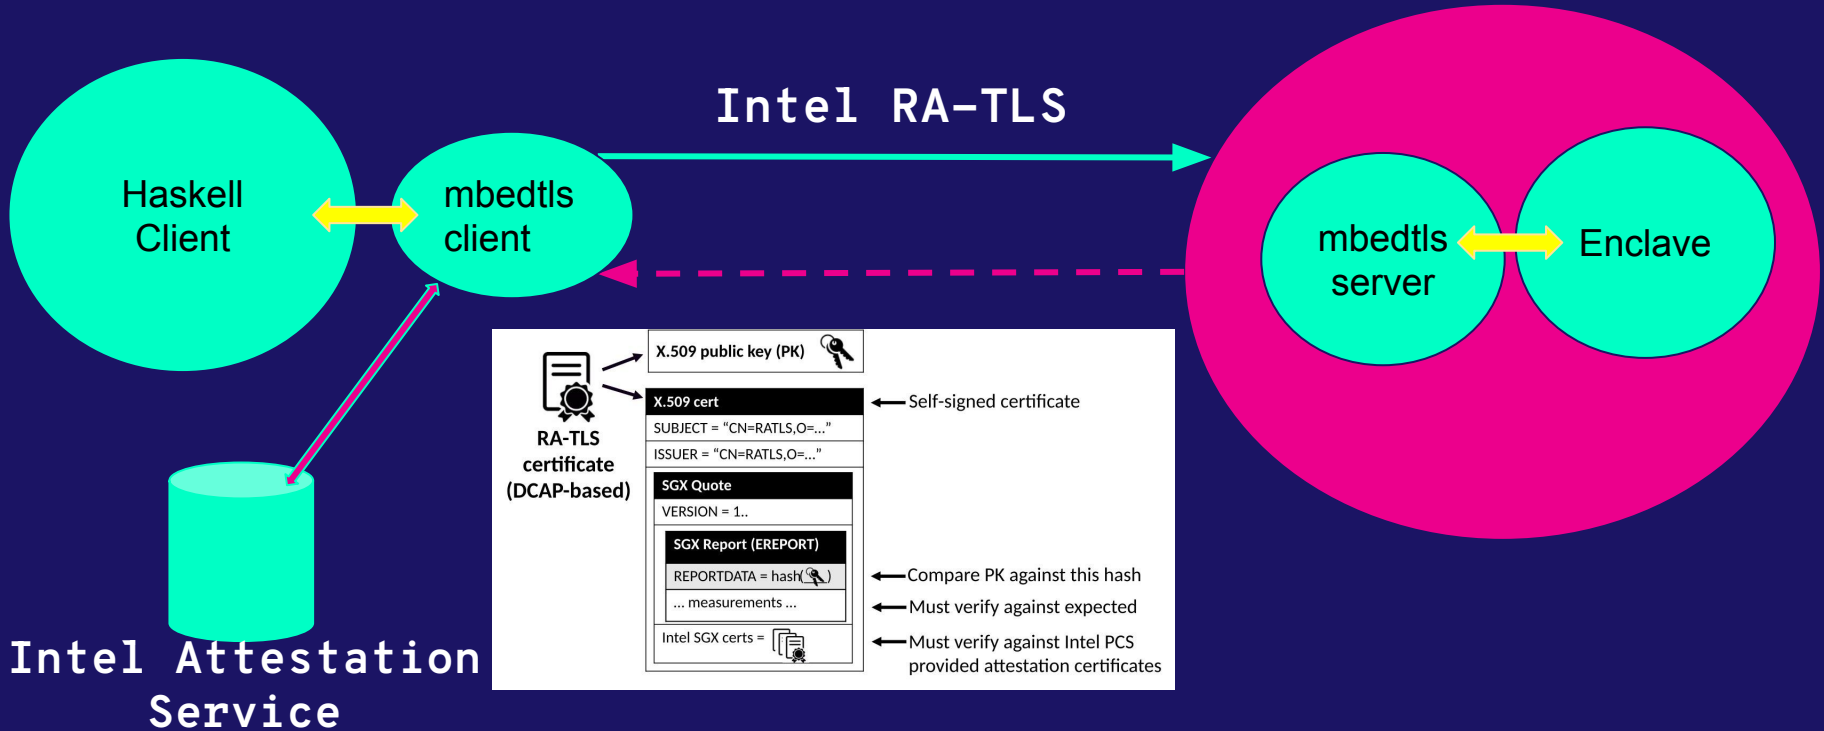 Intel RA-TLS
Haskell
Client
mbedtls
client
mbedtls
server
Enclave
Intel Attestation
Service
RA-TLS
certificate
(DCAP-based)
X.509 public key (PK)
X.509 cert
SUBJECT = “CN=RATLS,O=...”
ISSUER = “CN=RATLS,O=...”
SGX Quote
VERSION = 1..
SGX Report (EREPORT)
REPORTDATA = hash( )
... measurements ...
Intel SGX certs =
Self-signed certificate
Compare PK against this hash
Must verify against expected
Must verify against Intel PCS
provided attestation certificates